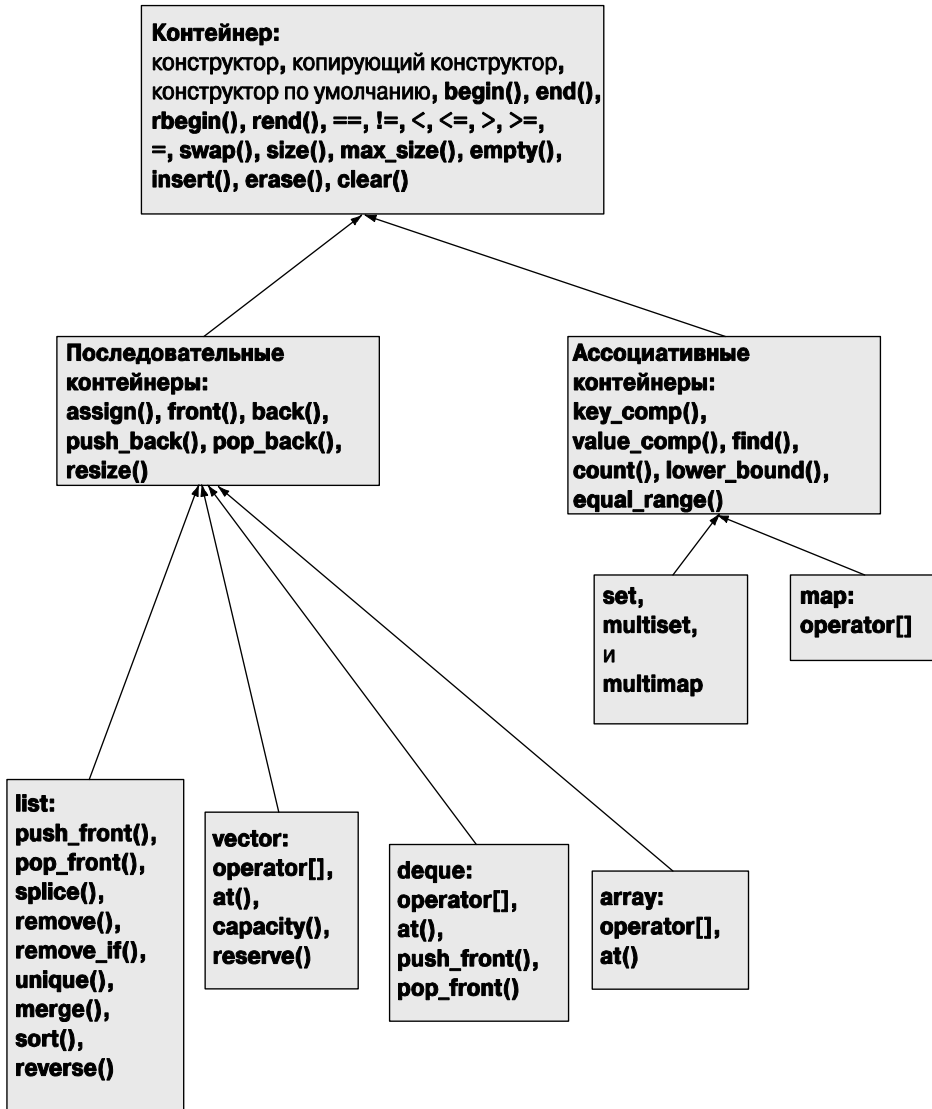 Контейнер:
конструктор, копирующий конструктор,
конструктор по умолчанию, begin(), end(),
rbegin(), rend(), ==, !=, <, <=, >, >=,
=, swap(), size(), max_size(), empty(),
insert(), erase(), clear()
Последовательные
контейнеры:
assign(), front(), back(),
push_back(), pop_back(),
resize()
Ассоциативные
контейнеры:
key_comp(),
value_comp(), find(),
count(), lower_bound(),
equal_range()
set,
multiset,
и
multimap
map:
operator[]
list:
push_front(),
pop_front(),
splice(),
remove(),
remove_if(),
unique(),
merge(),
sort(),
reverse()
vector:
operator[],
at(),
capacity(),
reserve()
deque:
operator[],
at(),
push_front(),
pop_front()
array:
operator[],
at()